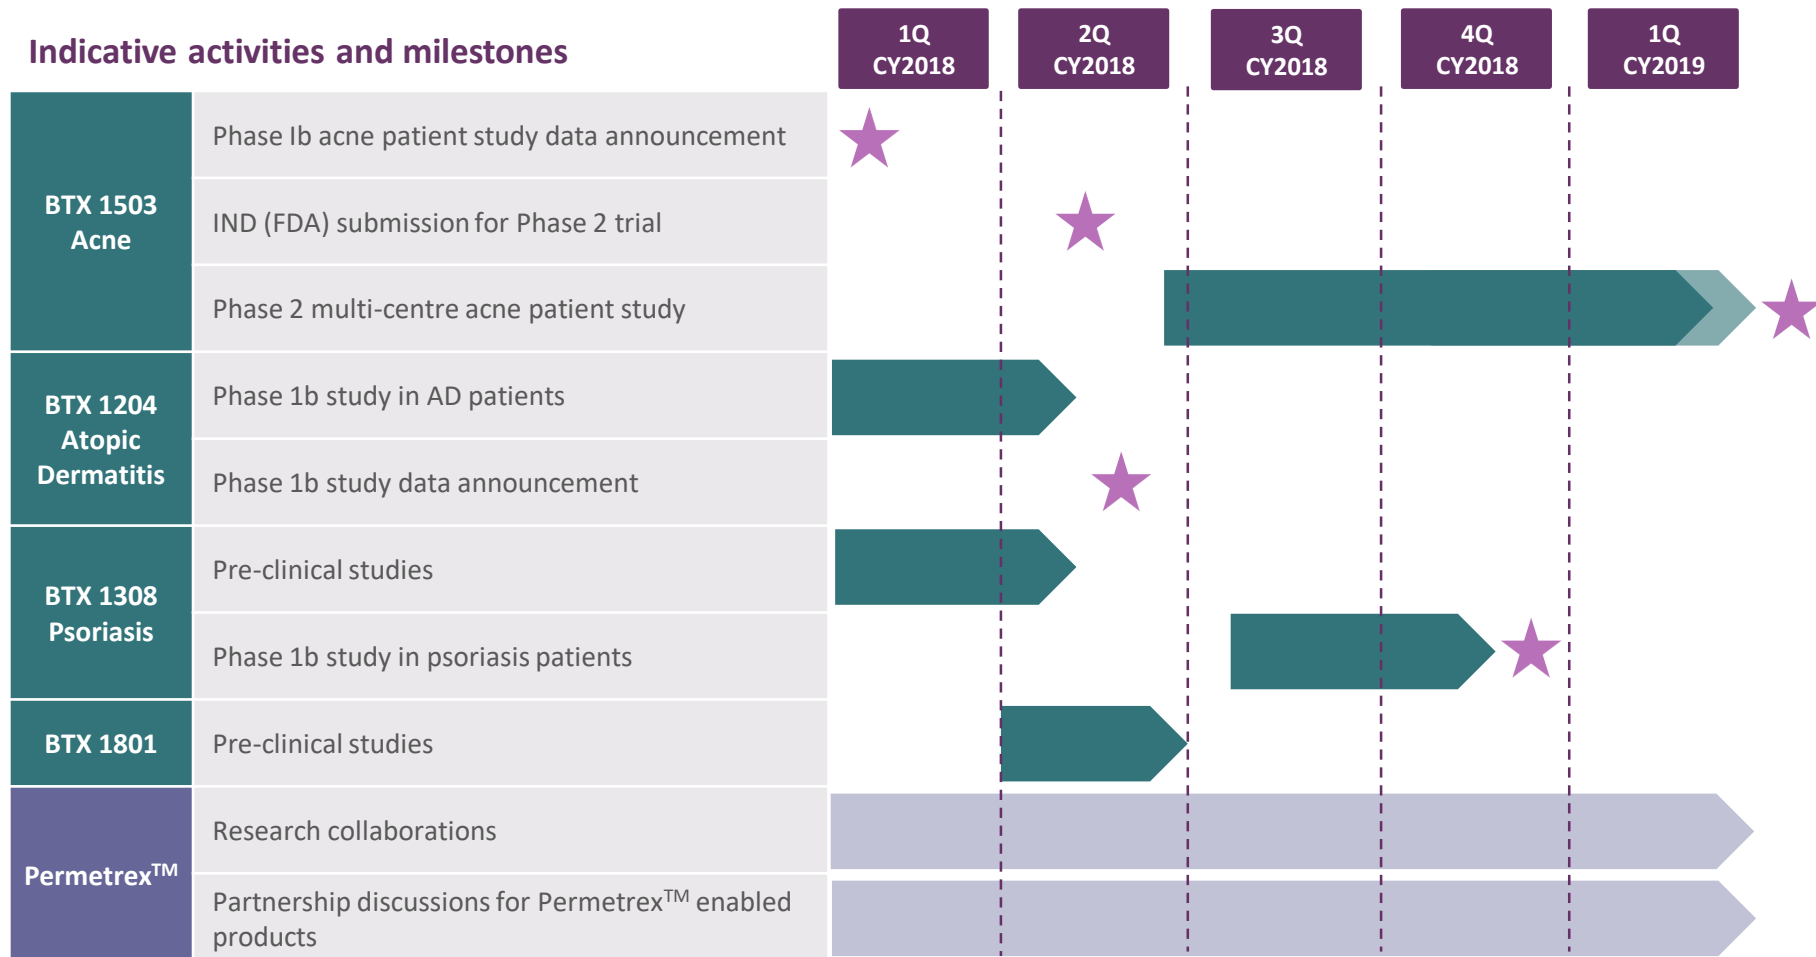 Indicative activities and milestones
1Q
CY2018
2Q
CY2018
3Q
CY2018
4Q
CY2018
1Q
CY2019
BTX 1503
Acne
Phase Ib acne patient study data announcement
IND (FDA) submission for Phase 2 trial
Phase 2 multi-centre acne patient study
BTX 1204
Atopic
Dermatitis
Phase 1b study in AD patients
Phase 1b study data announcement
BTX 1308
Psoriasis
Pre-clinical studies
Phase 1b study in psoriasis patients
BTX 1801
Pre-clinical studies
Permetrex™
Research collaborations
Partnership discussions for Permetrex™ enabled
products